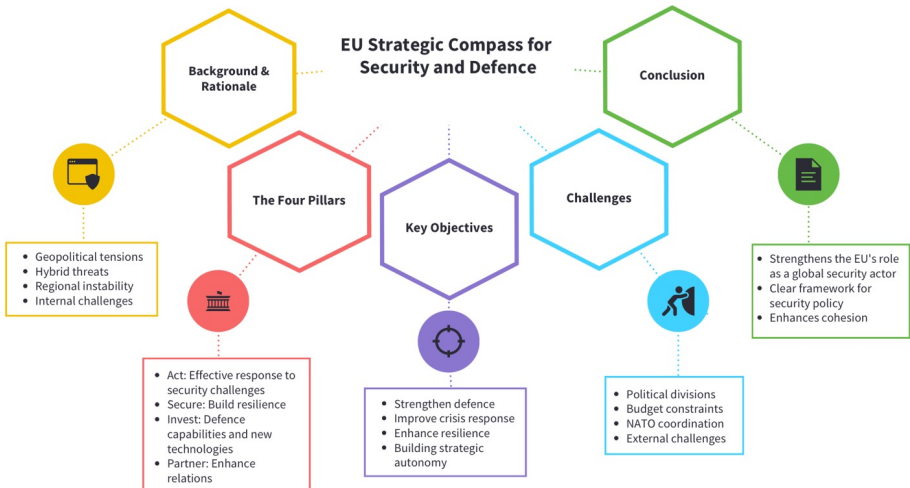 EU Strategic Compass for
Security and Defence
Background &
Rationale
Geopolitical tensions
Hybrid threats
Regional instability
Internal challenges
The Four Pillars
Act: Effective response to
security challenges
Secure: Build resilience
Invest: Defence
capabilities and new
technologies
Partner: Enhance
relations
Key Objectives
Strengthen defence
Improve crisis response
Enhance resilience
Building strategic
autonomy
Challenges
Political divisions
Budget constraints
NATO coordination
External challenges
Conclusion
Strengthens the EU's role
as a global security actor
Clear framework for
security policy
Enhances cohesion